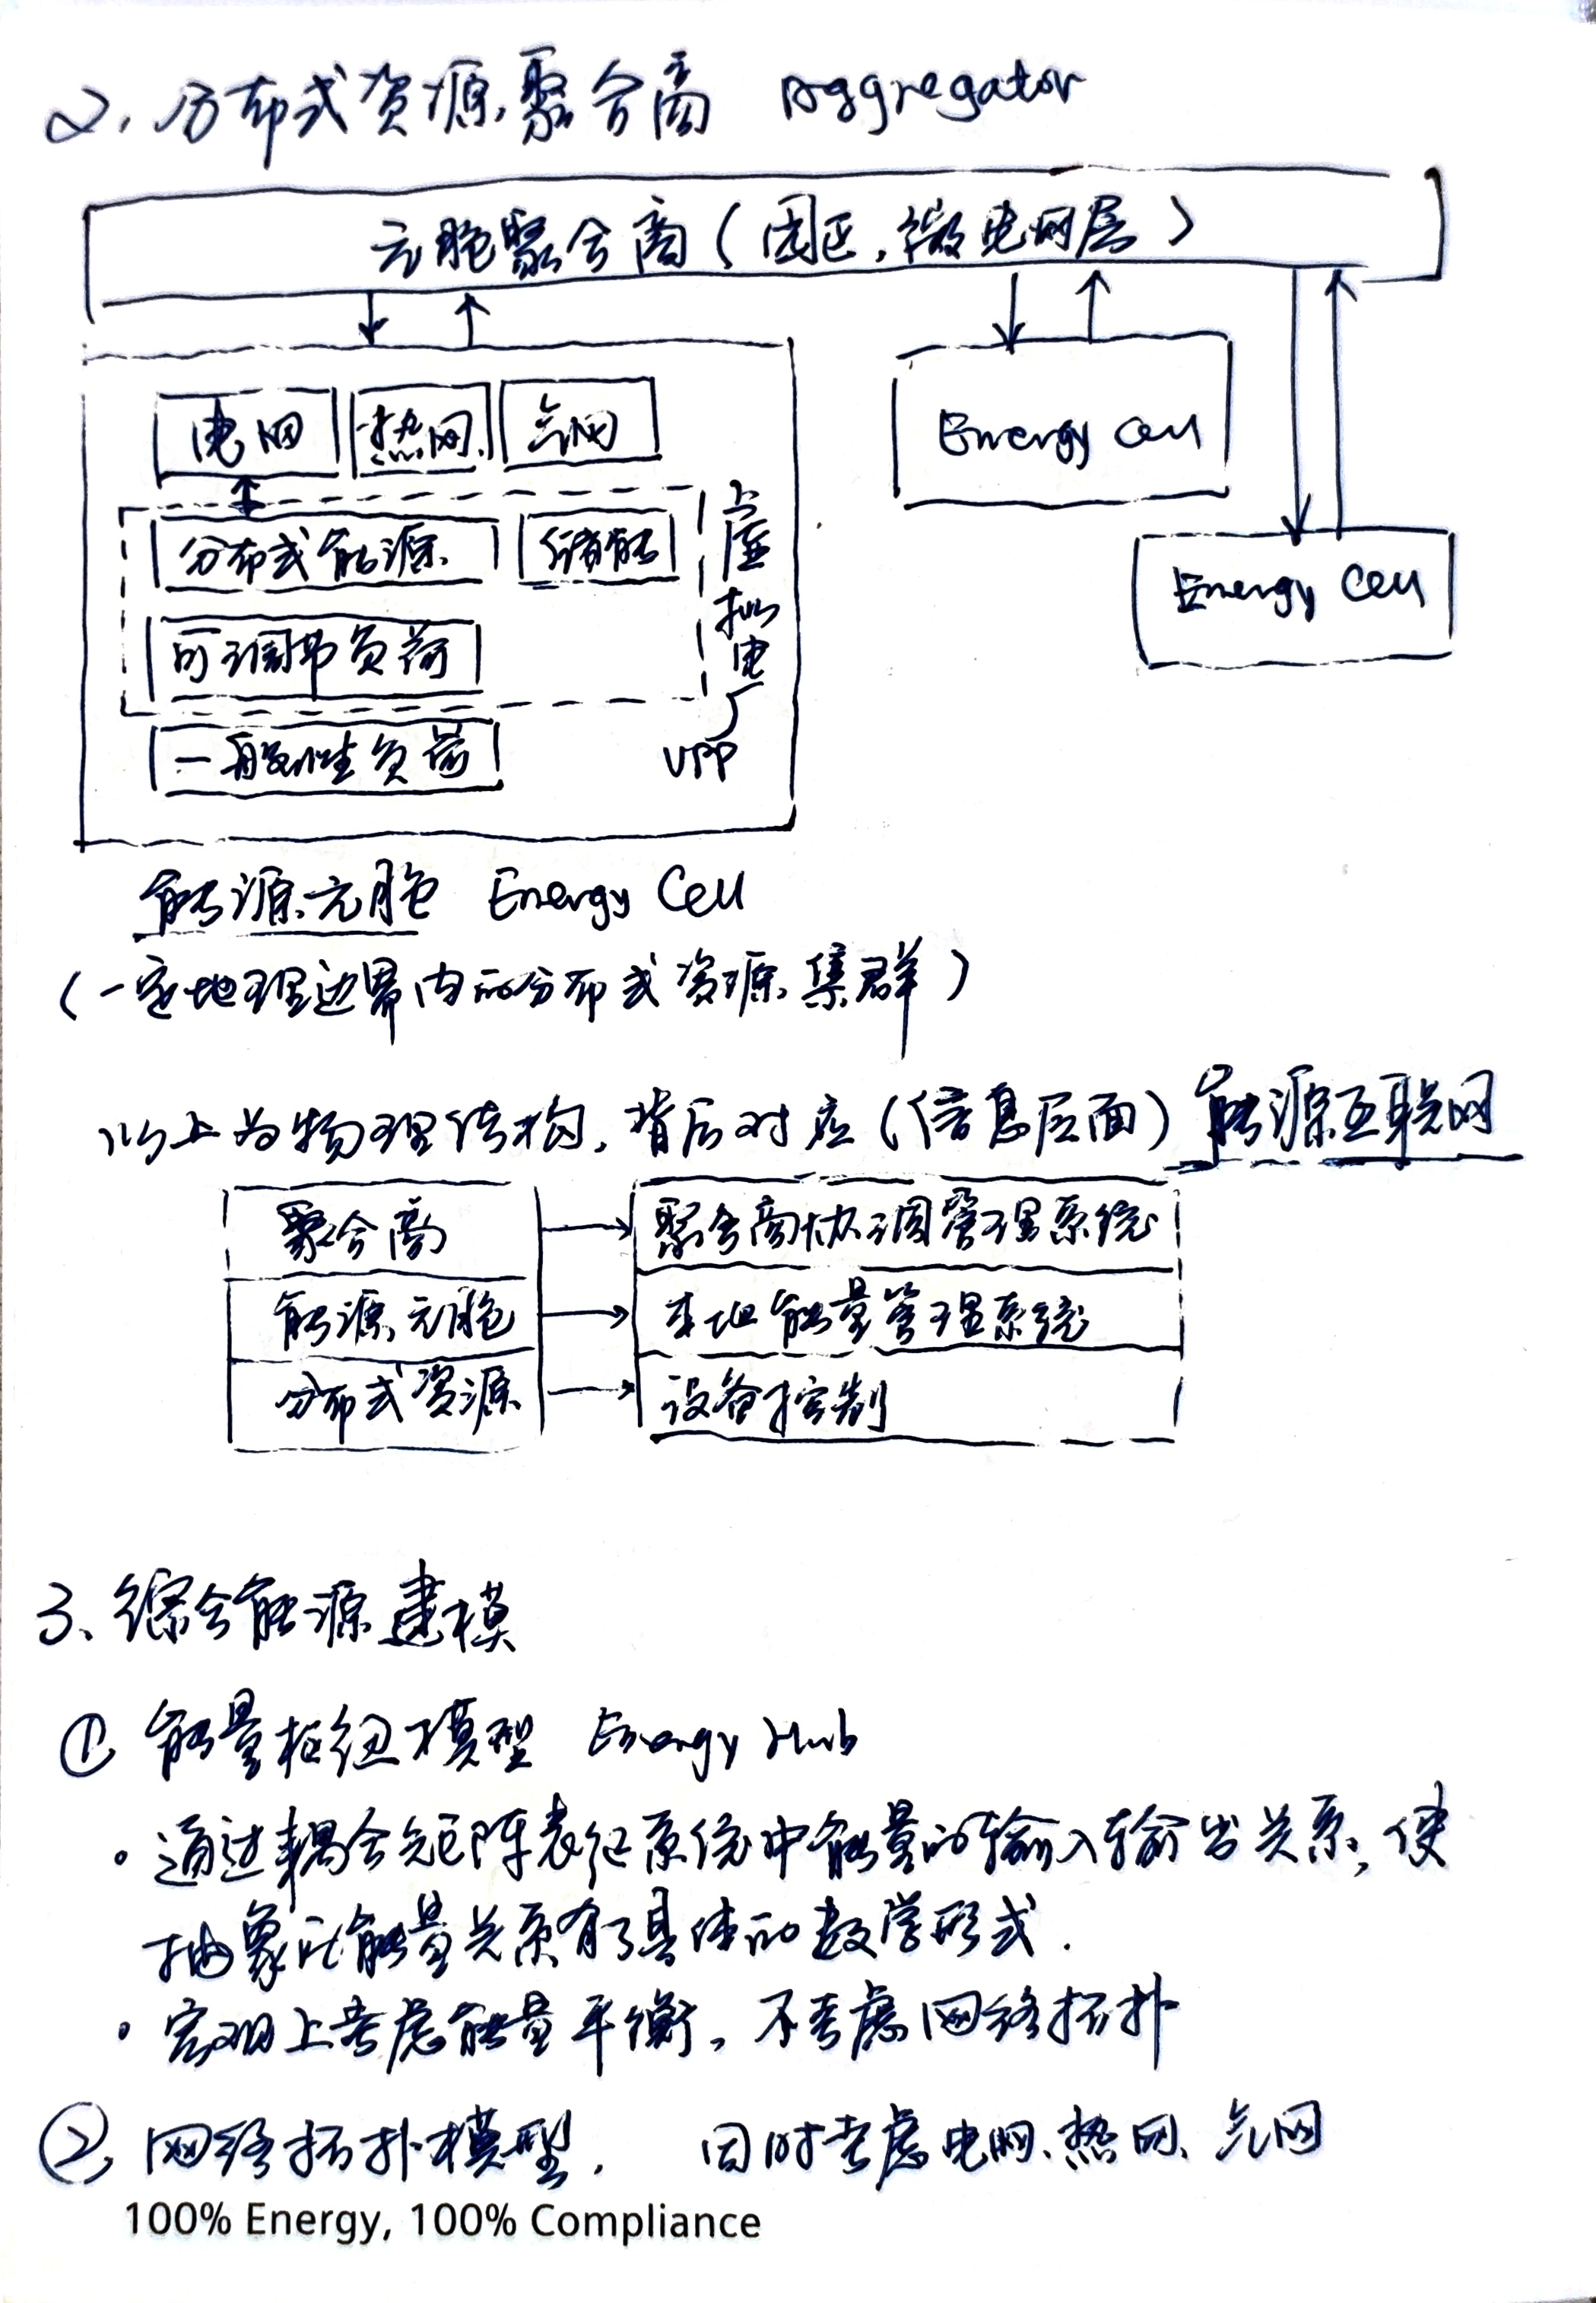 2. 分布式资源聚合商 Aggregator
元胞聚合商(园区,微电网层)
电网 热网 气网
Energy Cell
分布式能源 储能
虚拟电厂
VPP
Energy Cell
可调节负荷
一般性负荷
能源元胞 Energy Cell
(一定地理边界内的分布式资源集群)
以上为物理结构,背后对应(信息层面)能源互联网
聚合商 聚合商协调管理系统
能源元胞 本地能量管理系统
分布式资源 设备控制
3、综合能源建模
① 能量枢纽模型 Energy Hub
· 通过耦合矩阵表征系统中能量的输入输出关系,使
抽象的能量关系有了具体的数学形式.
· 宏观上考虑能量平衡,不考虑网络拓扑
② 网络拓扑模型. 同时考虑电网、热网、气网
100% Energy, 100% Compliance